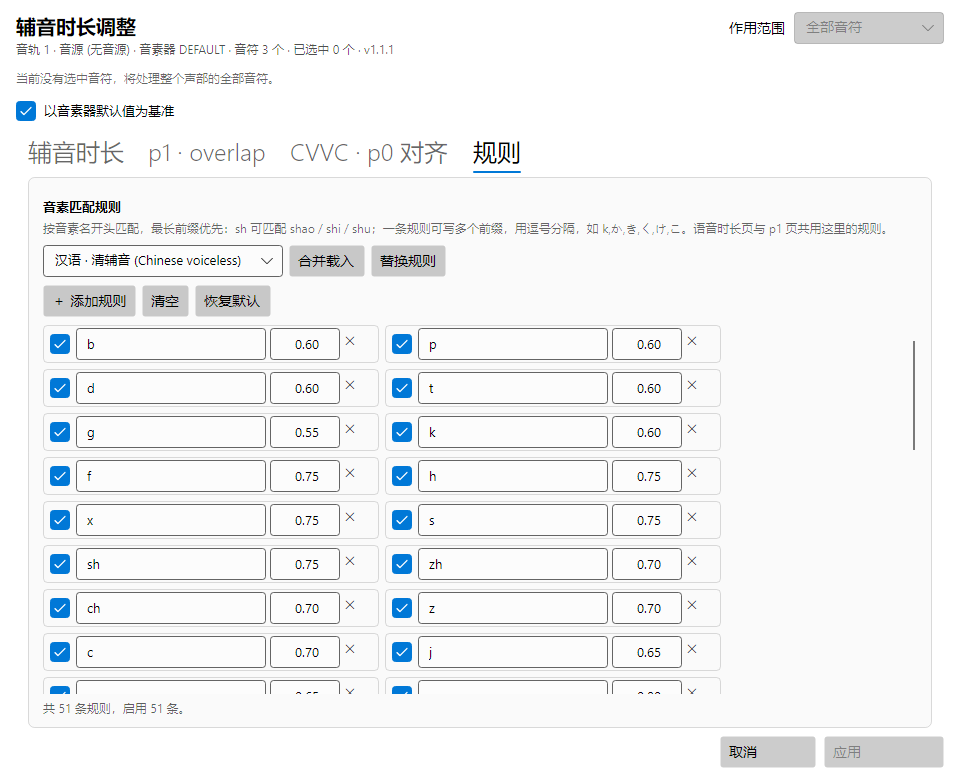 辅音时长调整
作用范围 全部音符
音轨 1 · 音源 (无音源) · 音素器 DEFAULT · 音符 3 个 · 已选中 0 个 · v1.1.1
当前没有选中音符，将处理整个声部的全部音符。
以音素器默认值为基准
辅音时长 p1 · overlap CVVC · p0 对齐 规则
音素匹配规则
按音素名开头匹配，最长前缀优先：sh 可匹配 shao / shi / shu；一条规则可写多个前缀，用逗号分隔，如 k,か,き,く,け,こ。语音时长页与 p1 页共用这里的规则。
汉语 · 清辅音 (Chinese voiceless) 合并载入 替换规则
+ 添加规则 清空 恢复默认
b 0.60 × p 0.60 ×
d 0.60 × t 0.60 ×
g 0.55 × k 0.60 ×
f 0.75 × h 0.75 ×
x 0.75 × s 0.75 ×
sh 0.75 × zh 0.70 ×
ch 0.70 × z 0.70 ×
c 0.70 × j 0.65 ×
共 51 条规则，启用 51 条。
取消 应用